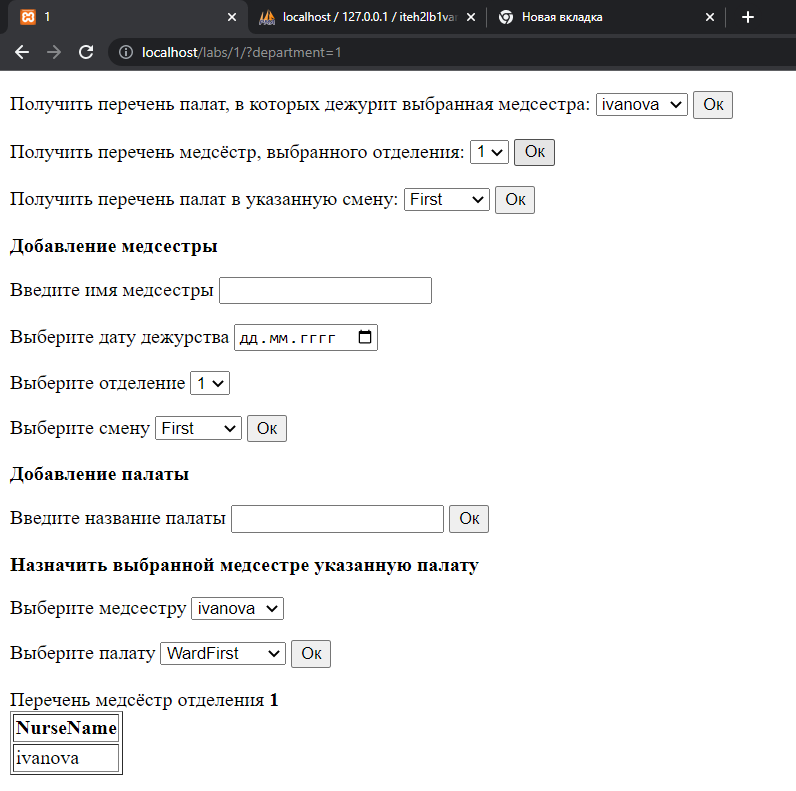 1
localhost / 127.0.0.1 / iteh2lb1var
Новая вкладка
localhost/labs/1/?department=1
Получить перечень палат, в которых дежурит выбранная медсестра: ivanova Ок
Получить перечень медсёстр, выбранного отделения: 1 Ок
Получить перечень палат в указанную смену: First Ок
Добавление медсестры
Введите имя медсестры
Выберите дату дежурства дд.мм.гггг
Выберите отделение 1
Выберите смену First Ок
Добавление палаты
Введите название палаты Ок
Назначить выбранной медсестре указанную палату
Выберите медсестру ivanova
Выберите палату WardFirst Ок
Перечень медсёстр отделения 1
NurseName
ivanova